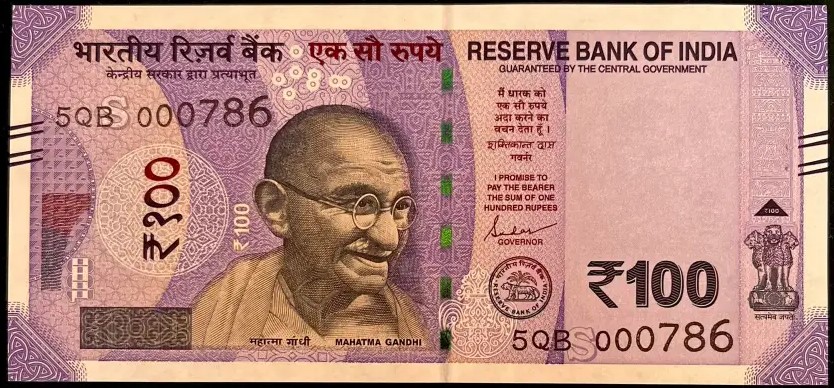 भारतीय रिज़र्व बैंक एक सौ रुपये RESERVE BANK OF INDIA
केन्द्रीय सरकार द्वारा प्रत्याभूत
GUARANTEED BY THE CENTRAL GOVERNMENT
5QB 000786
मैं धारक को
एक सौ रुपये
अदा करने का
वचन देता हूँ।
शक्तिकान्त दास
गवर्नर
I PROMISE TO
PAY THE BEARER
THE SUM OF ONE
HUNDRED RUPEES
GOVERNOR
₹१००
₹100
₹100
भारतीय रिज़र्व बैंक
RESERVE BANK OF INDIA
₹100
सत्यमेव जयते
5QB 000786
S
S
महात्मा गांधी MAHATMA GANDHI